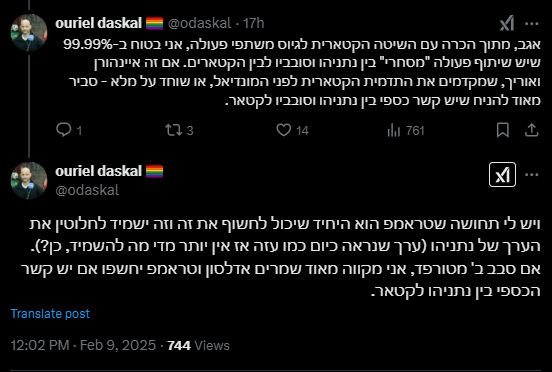 ouriel daskal 🏳️‍🌈 @odaskal · 17h
אגב, מתוך הכרה עם השיטה הקטארית לגיוס משתפי פעולה, אני בטוח ב-99.99%
שיש שיתוף פעולה "מסחרי" בין נתניהו וסובביו לבין הקטארים. אם זה איינהורן
ואוריך, שמקדמים את התדמית הקטארית לפני המונדיאל, או שוחד על מלא - סביר
מאוד להניח שיש קשר כספי בין נתניהו וסובביו לקטאר.
1 3 14 761
ouriel daskal 🏳️‍🌈
@odaskal
ויש לי תחושה שטראמפ הוא היחיד שיכול לחשוף את זה וזה ישמיד לחלוטין את
הערך של נתניהו (ערך שנראה כיום כמו עזה אז אין יותר מדי מה להשמיד, כן?).
אם סבב ב' מטורפד, אני מקווה מאוד שמרים אדלסון וטראמפ יחשפו אם יש קשר
הכספי בין נתניהו לקטאר.
Translate post
12:02 PM · Feb 9, 2025 · 744 Views